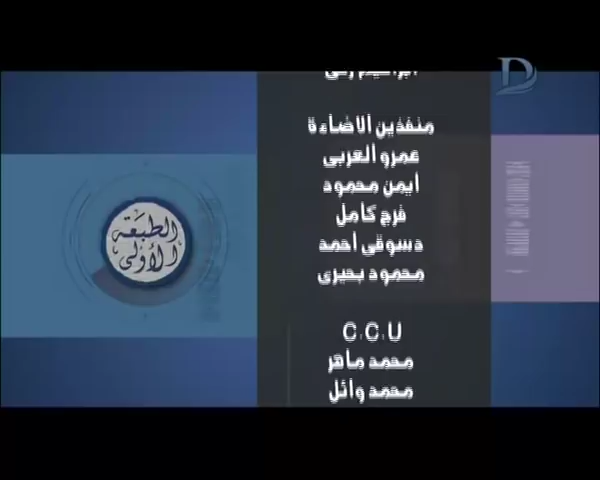 منفذين الاضاءة
عمرو العربى
ايمن محمود
فرج كامل
دسوقى احمد
محمود بحيرى
C.C.U
محمد ماهر
محمد وائل
الطبعة
الأولى
D